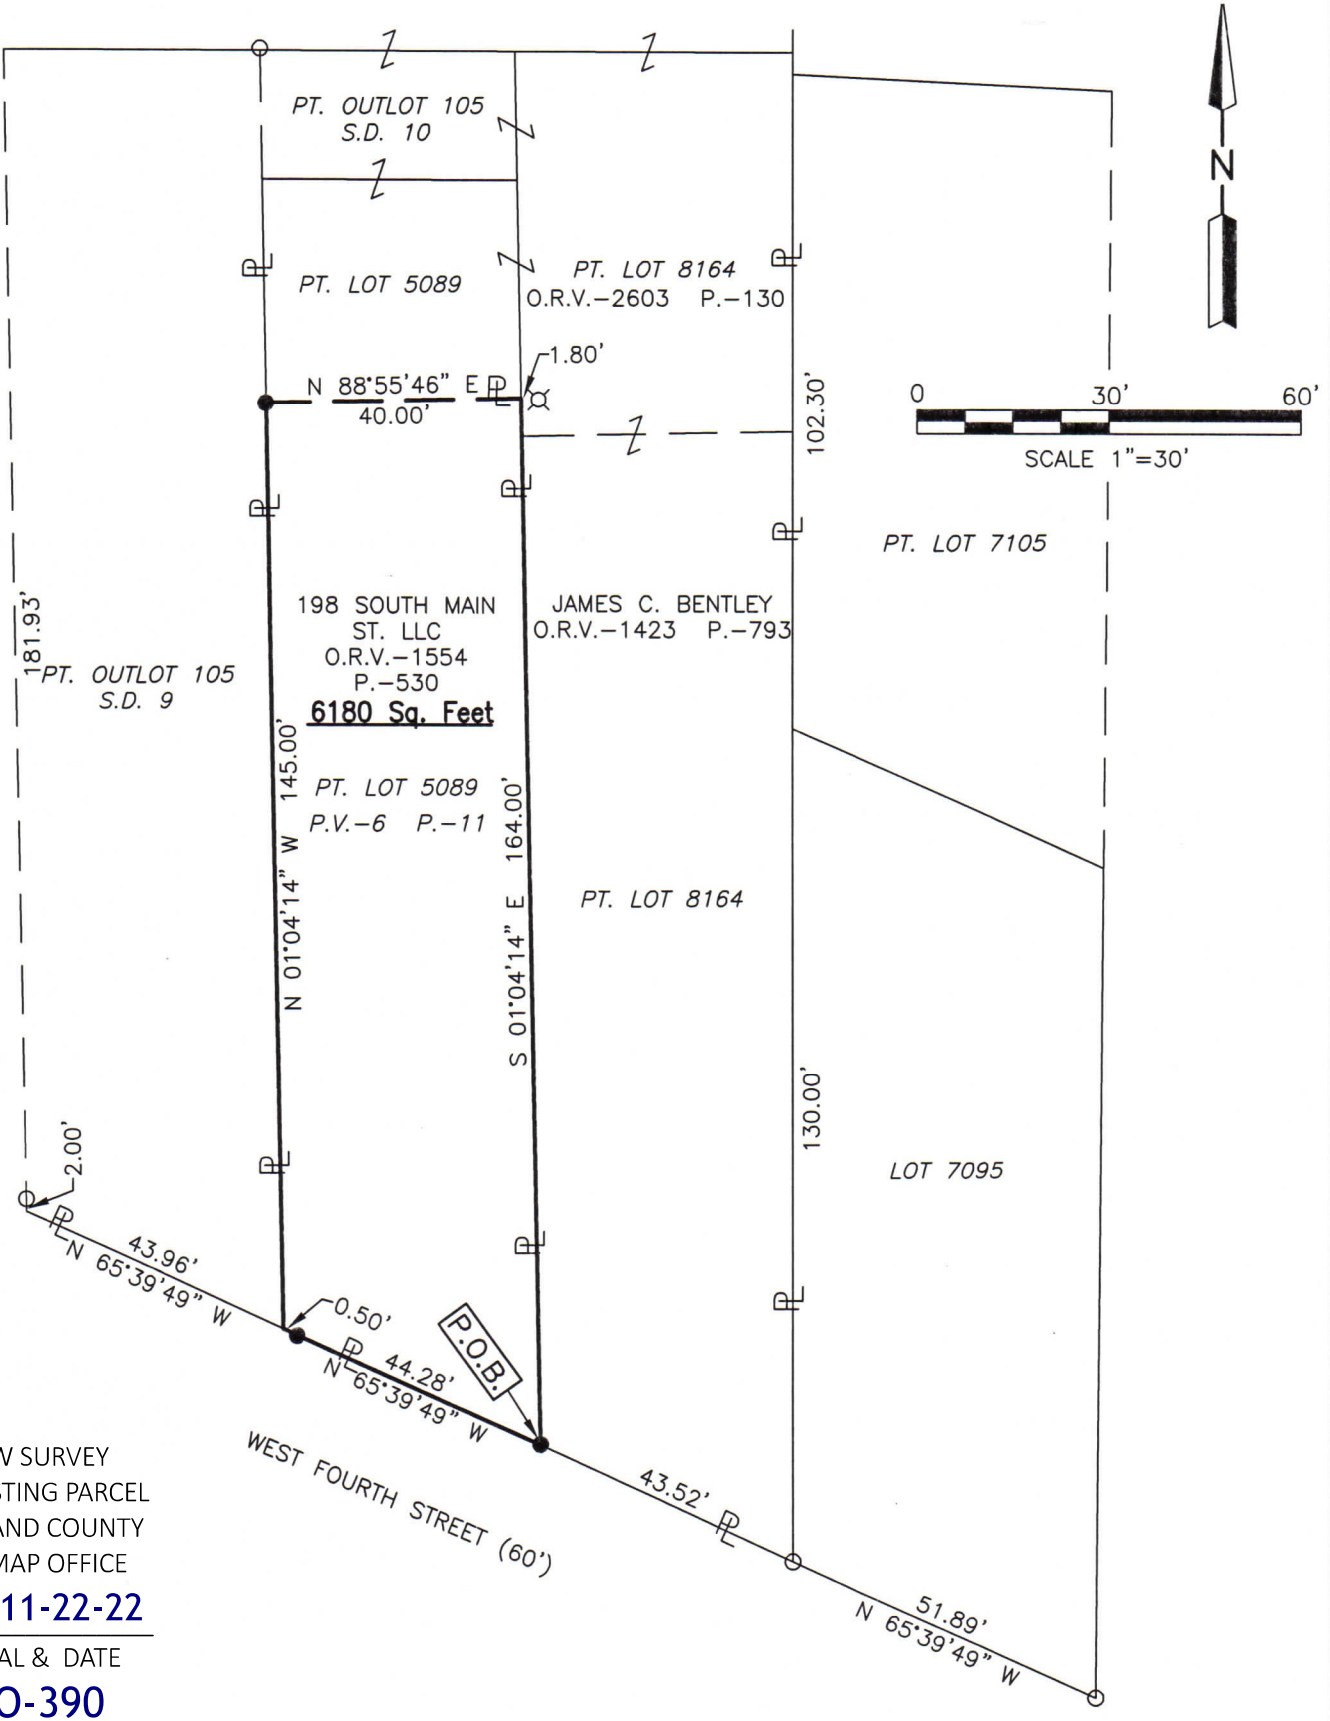 PT. OUTLOT 105
S.D. 10
N
PT. LOT 5089
PT. LOT 8164
O.R.V.-2603 P.-130
1.80'
N 88°55'46" E
40.00'
102.30'
0 30' 60'
SCALE 1"=30'
PT. LOT 7105
181.93'
PT. OUTLOT 105
S.D. 9
198 SOUTH MAIN
ST. LLC
O.R.V.-1554
P.-530
6180 Sq. Feet
JAMES C. BENTLEY
O.R.V.-1423 P.-793
N 01°04'14" W 145.00'
PT. LOT 5089
P.V.-6 P.-11
S 01°04'14" E 164.00'
PT. LOT 8164
130.00'
LOT 7095
2.00'
43.96'
N 65°39'49" W
0.50'
44.28'
N 65°39'49" W
P.O.B.
WEST FOURTH STREET (60')
43.52'
51.89'
N 65°39'49" W
W SURVEY
STING PARCEL
AND COUNTY
MAP OFFICE
11-22-22
AL & DATE
O-390